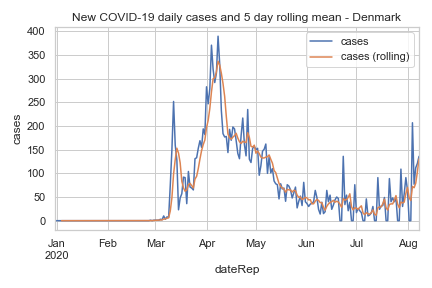 New COVID-19 daily cases and 5 day rolling mean - Denmark
400
350
300
250
200
150
100
50
0
cases
cases
cases (rolling)
Jan Feb Mar Apr May Jun Jul Aug
2020
dateRep